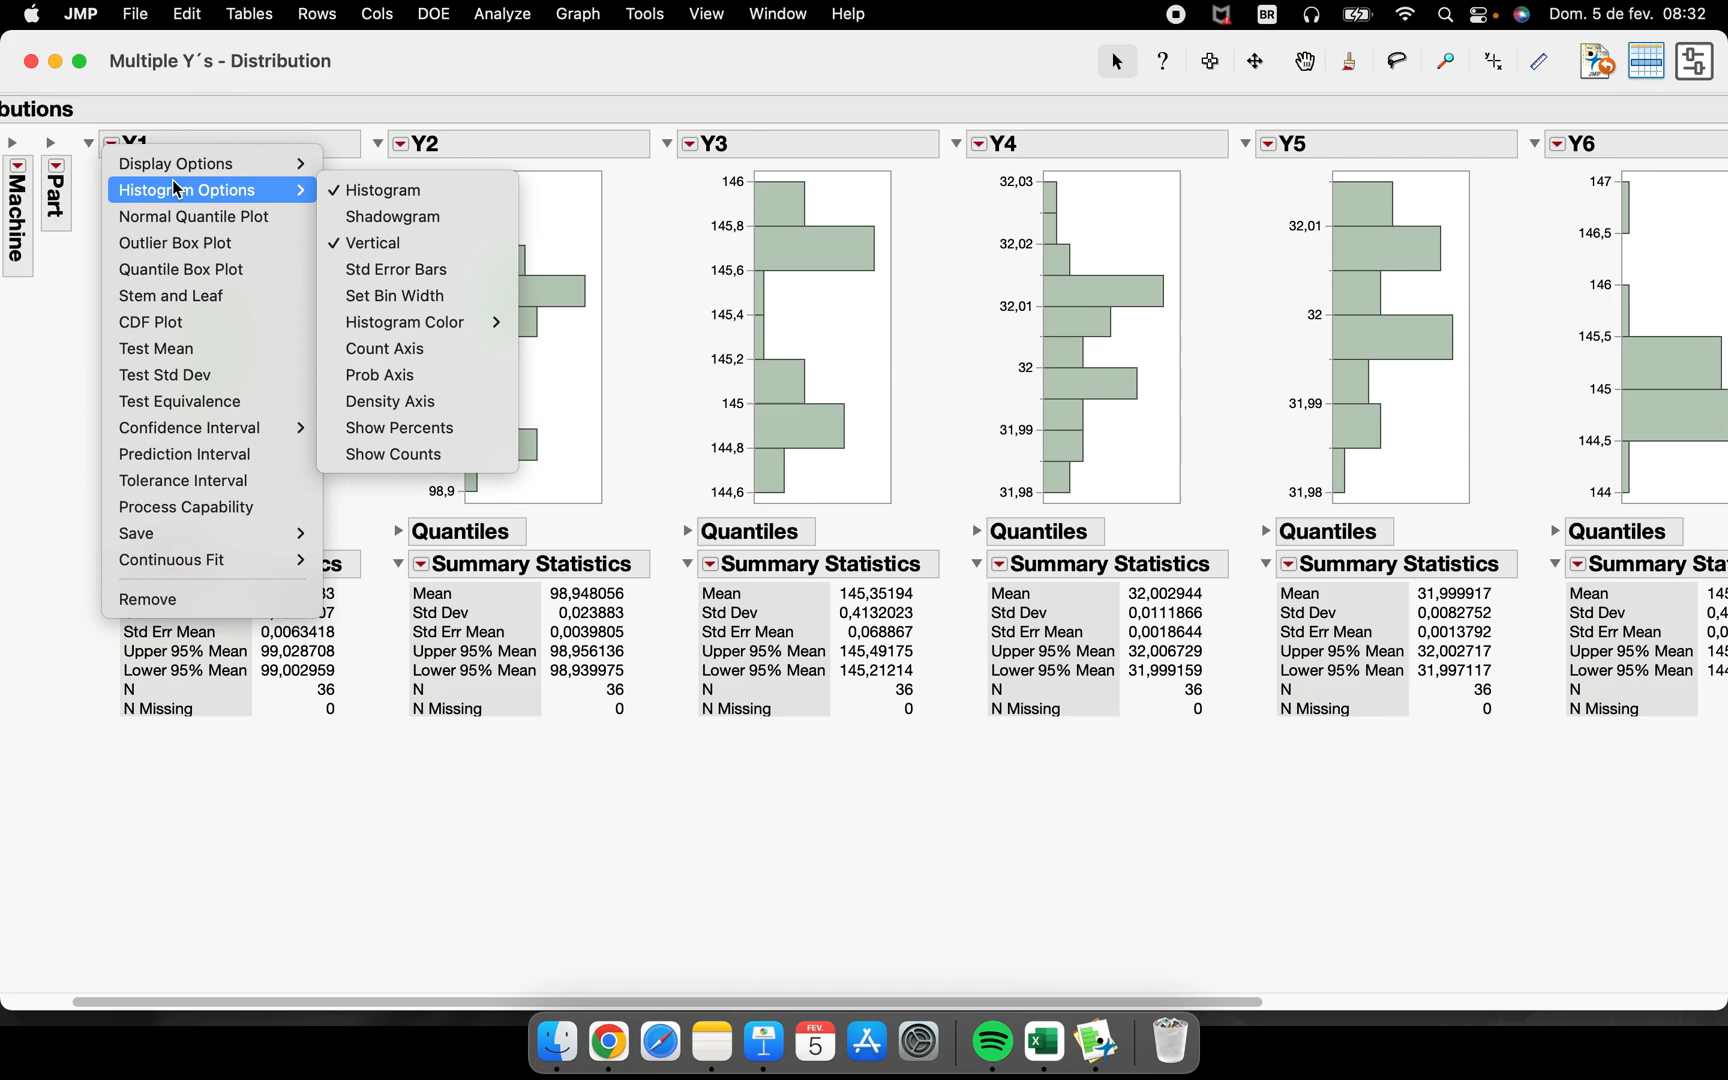 JMP File Edit Tables Rows Cols DOE Analyze Graph Tools View Window Help BR Dom. 5 de fev. 08:32
Multiple Y´s - Distribution
butions
Machine
Part
Y1
Y2
Y3
Y4
Y5
Y6
Display Options
Histogram Options
Normal Quantile Plot
Outlier Box Plot
Quantile Box Plot
Stem and Leaf
CDF Plot
Test Mean
Test Std Dev
Test Equivalence
Confidence Interval
Prediction Interval
Tolerance Interval
Process Capability
Save
Continuous Fit
Remove
Histogram
Shadowgram
Vertical
Std Error Bars
Set Bin Width
Histogram Color
Count Axis
Prob Axis
Density Axis
Show Percents
Show Counts
98,9
146
145,8
145,6
145,4
145,2
145
144,8
144,6
32,03
32,02
32,01
32
31,99
31,98
32,01
32
31,99
31,98
147
146,5
146
145,5
145
144,5
144
cs
33
07
Std Err Mean 0,0063418
Upper 95% Mean 99,028708
Lower 95% Mean 99,002959
N 36
N Missing 0
Quantiles
Summary Statistics
Mean 98,948056
Std Dev 0,023883
Std Err Mean 0,0039805
Upper 95% Mean 98,956136
Lower 95% Mean 98,939975
N 36
N Missing 0
Quantiles
Summary Statistics
Mean 145,35194
Std Dev 0,4132023
Std Err Mean 0,068867
Upper 95% Mean 145,49175
Lower 95% Mean 145,21214
N 36
N Missing 0
Quantiles
Summary Statistics
Mean 32,002944
Std Dev 0,0111866
Std Err Mean 0,0018644
Upper 95% Mean 32,006729
Lower 95% Mean 31,999159
N 36
N Missing 0
Quantiles
Summary Statistics
Mean 31,999917
Std Dev 0,0082752
Std Err Mean 0,0013792
Upper 95% Mean 32,002717
Lower 95% Mean 31,997117
N 36
N Missing 0
Quantiles
Summary Sta
Mean 145
Std Dev 0,4
Std Err Mean 0,0
Upper 95% Mean 145
Lower 95% Mean 144
N
N Missing
FEV.
5